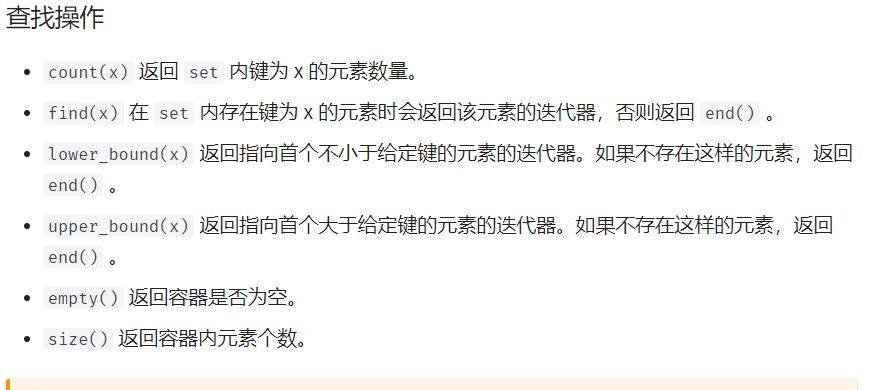 查找操作
count(x) 返回 set 内键为 x 的元素数量。
find(x) 在 set 内存在键为 x 的元素时会返回该元素的迭代器，否则返回 end() 。
lower_bound(x) 返回指向首个不小于给定键的元素的迭代器。如果不存在这样的元素，返回
end() 。
upper_bound(x) 返回指向首个大于给定键的元素的迭代器。如果不存在这样的元素，返回
end() 。
empty() 返回容器是否为空。
size() 返回容器内元素个数。